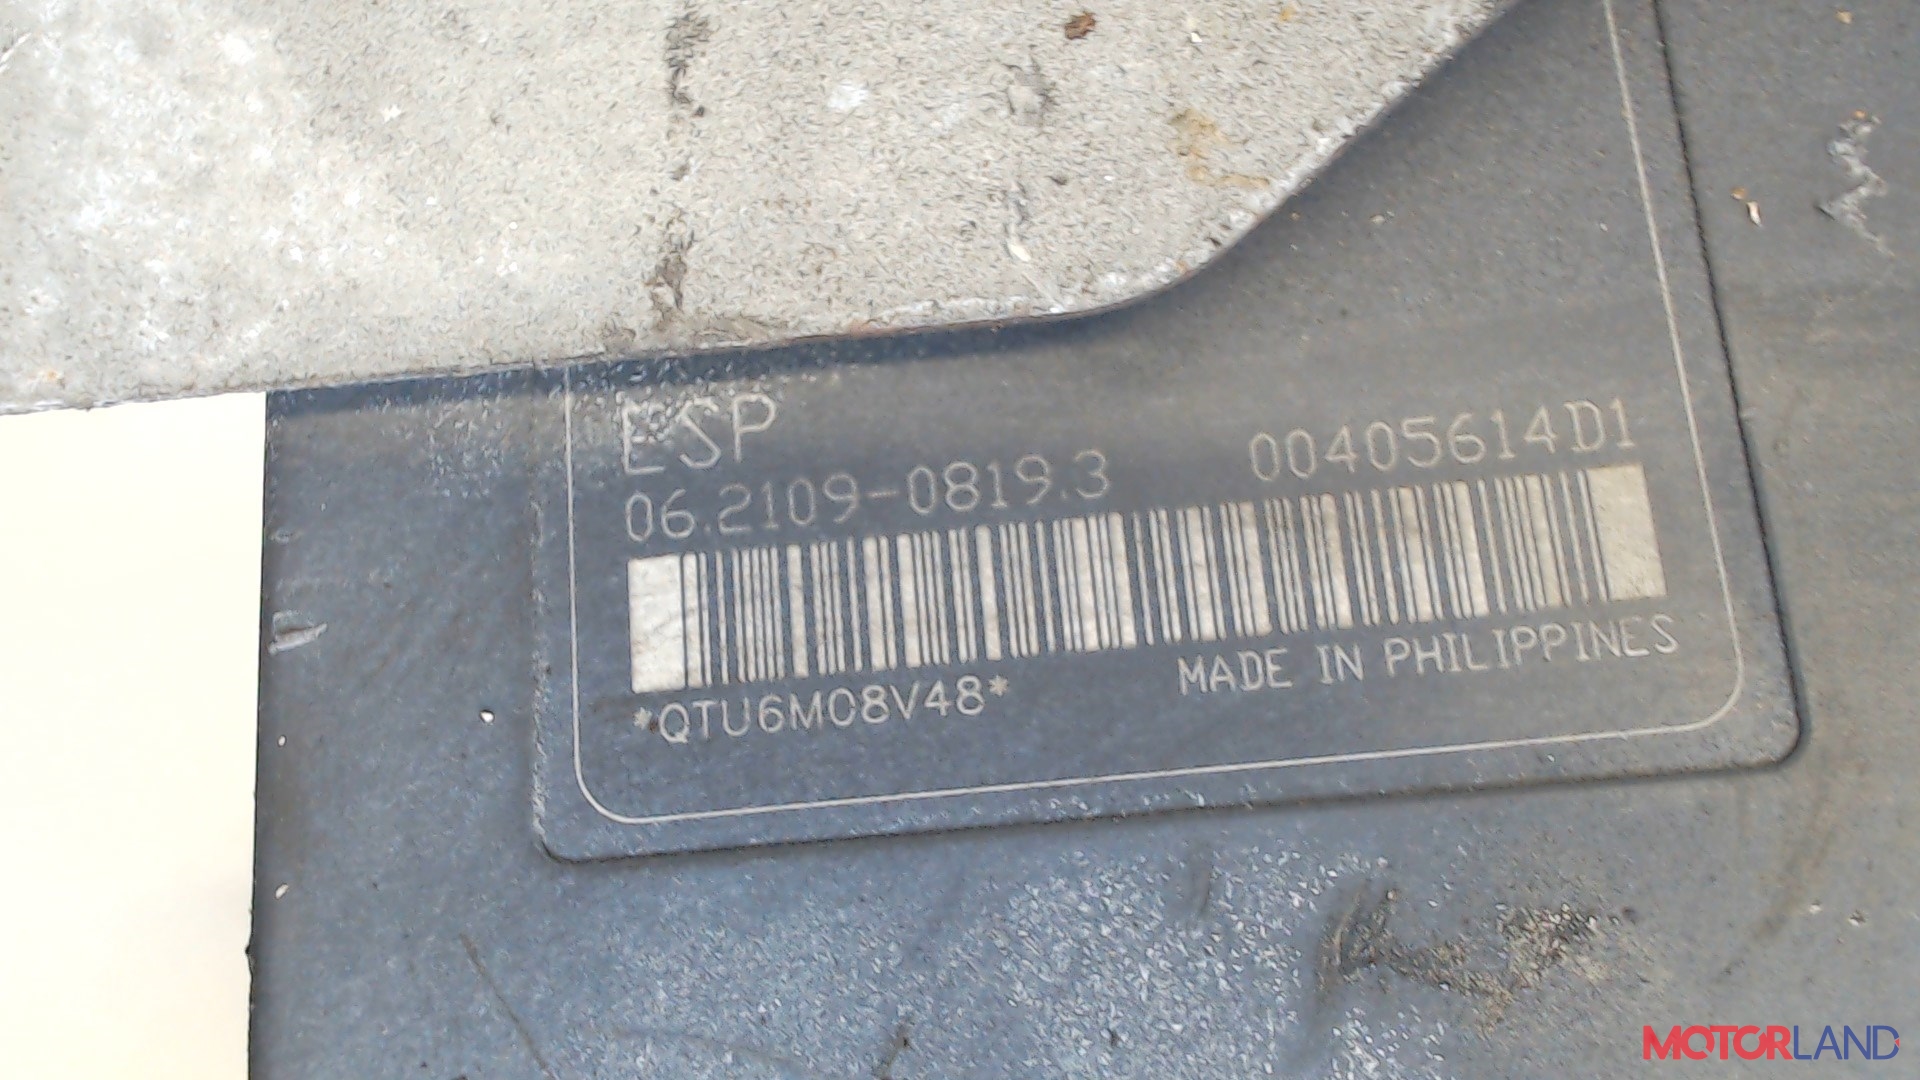 ESP
06.2109-0819.3 00405614D1
*QTU6M08V48*
MADE IN PHILIPPINES
MOTORLAND